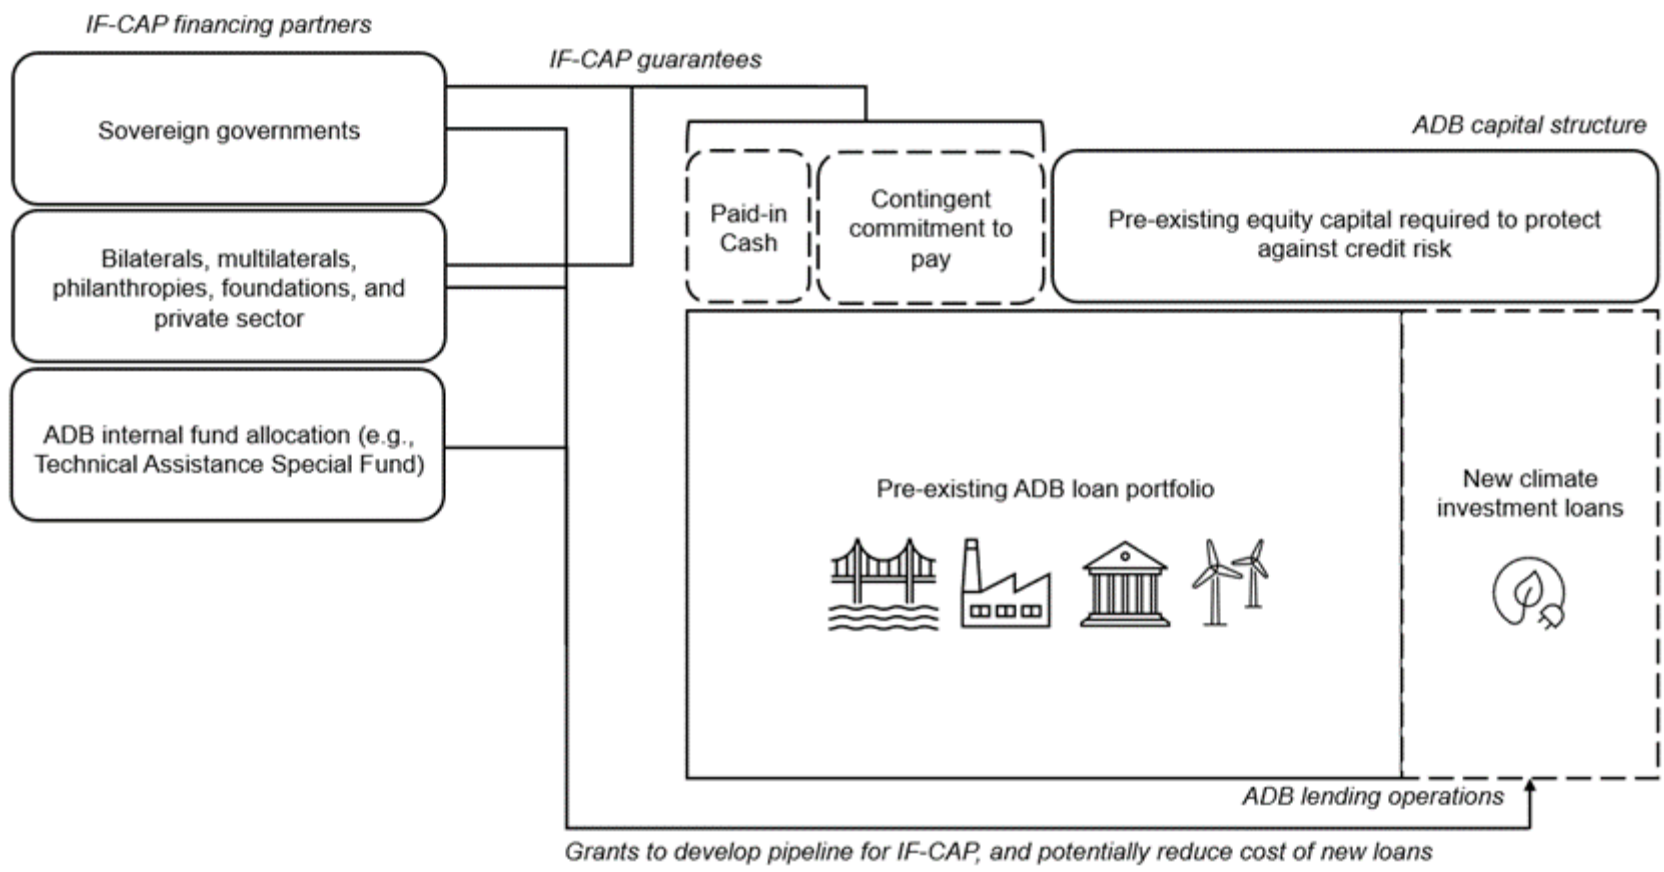 IF-CAP financing partners
Sovereign governments
Bilaterals, multilaterals,
philanthropies, foundations, and
private sector
ADB internal fund allocation (e.g.,
Technical Assistance Special Fund)
IF-CAP guarantees
ADB capital structure
Paid-in
Cash
Contingent
commitment to
pay
Pre-existing equity capital required to protect
against credit risk
Pre-existing ADB loan portfolio
New climate
investment loans
ADB lending operations
Grants to develop pipeline for IF-CAP, and potentially reduce cost of new loans